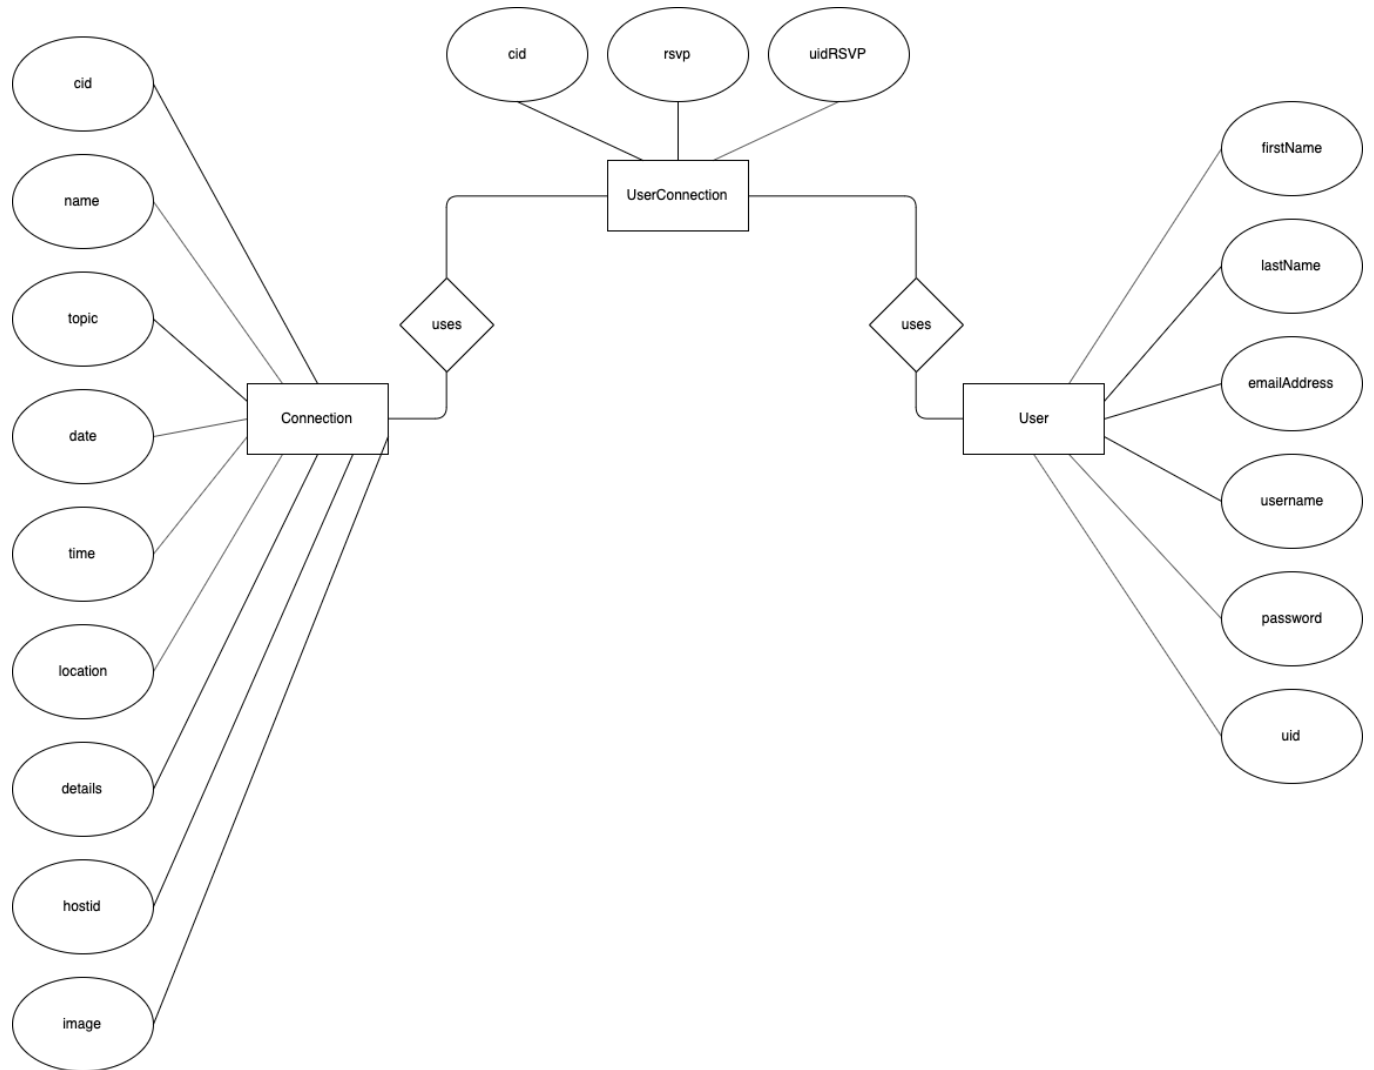 cid
rsvp
uidRSVP
cid
name
topic
date
time
location
details
hostid
image
UserConnection
uses
uses
Connection
User
firstName
lastName
emailAddress
username
password
uid